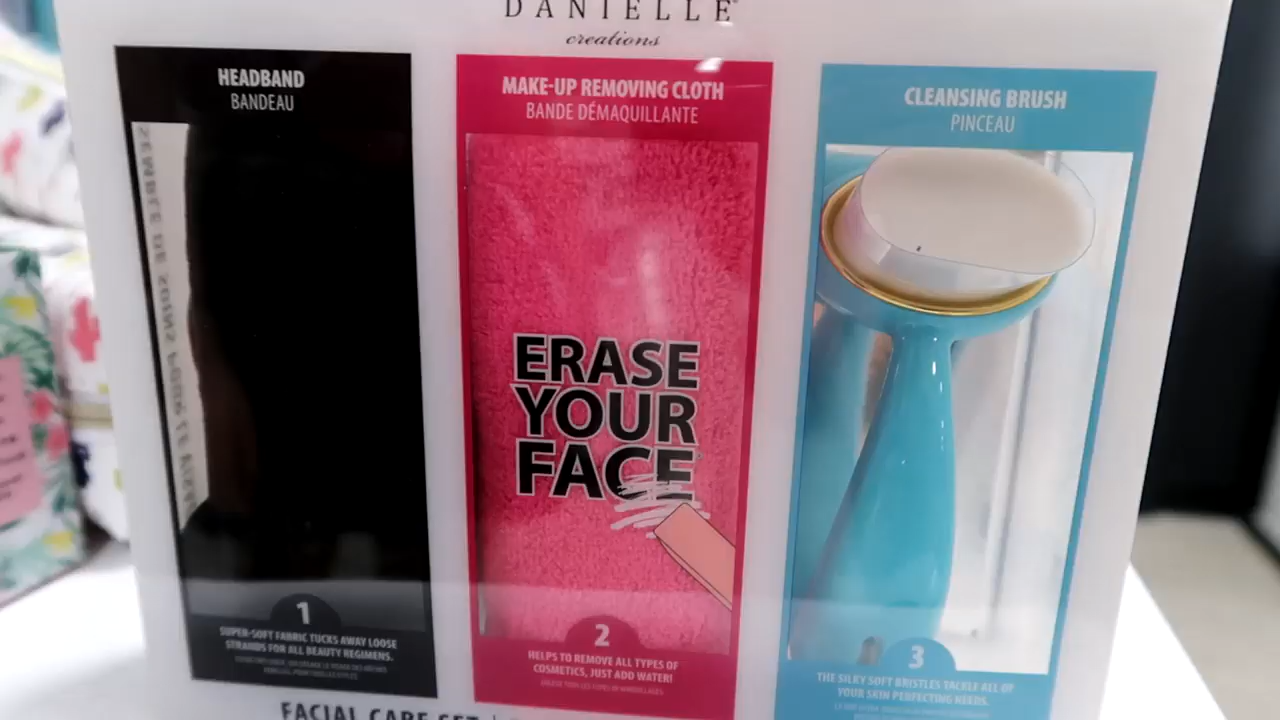 DANIELLE
creations
HEADBAND
BANDEAU
1
SUPER-SOFT FABRIC TUCKS AWAY LOOSE
STRANDS FOR ALL BEAUTY REGIMENS.
MAKE-UP REMOVING CLOTH
BANDE DÉMAQUILLANTE
ERASE
YOUR
FACE
2
HELPS TO REMOVE ALL TYPES OF
COSMETICS, JUST ADD WATER!
CLEANSING BRUSH
PINCEAU
3
THE SILKY SOFT BRISTLES TACKLE ALL OF
YOUR SKIN PERFECTING NEEDS.
FACIAL CARE SET